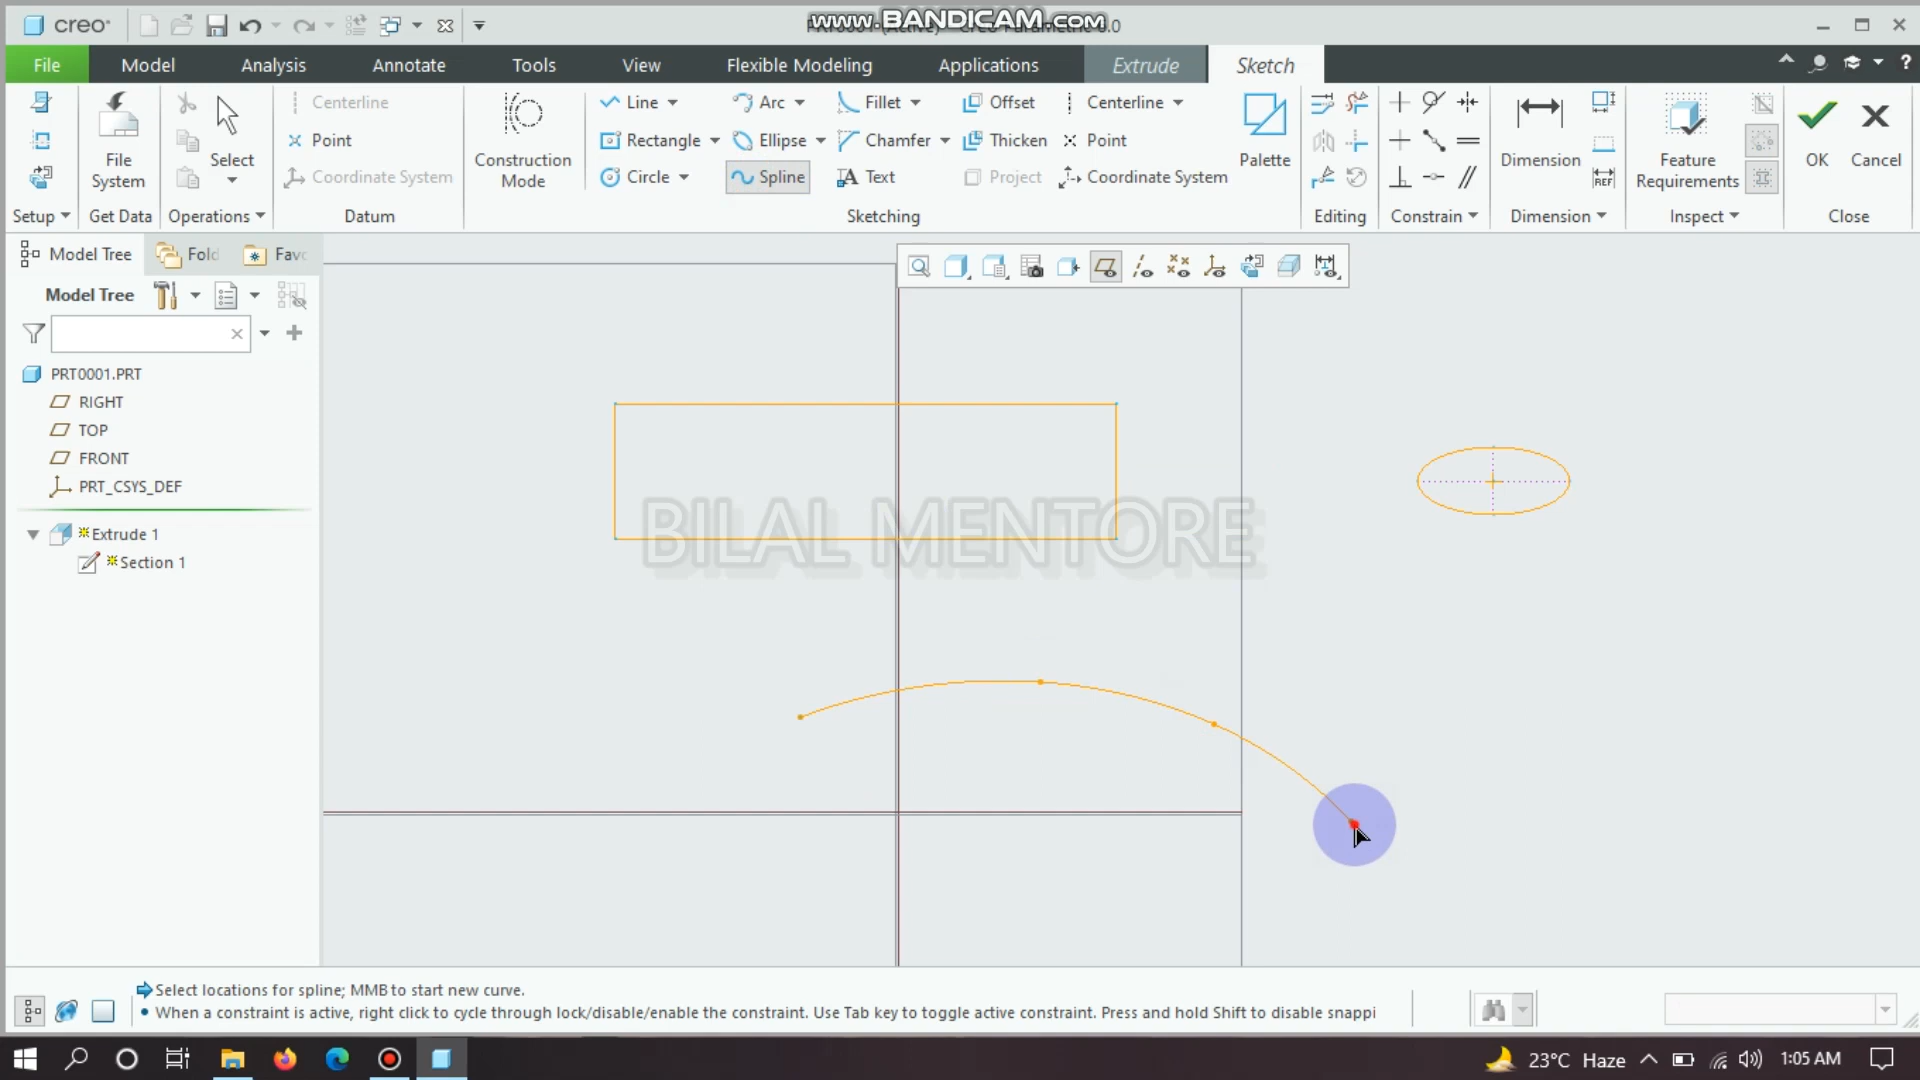 creo
www.BANDICAM.com
File Model Analysis Annotate Tools View Flexible Modeling Applications Extrude Sketch
Centerline Line Arc Fillet Offset Centerline
Point Rectangle Ellipse Chamfer Thicken Point
File System Select Construction Mode Palette Dimension Feature Requirements OK Cancel
Coordinate System Circle Spline Text Project Coordinate System REF
Setup Get Data Operations Datum Sketching Editing Constrain Dimension Inspect Close
Model Tree Fold Favo
Model Tree
PRT0001.PRT
RIGHT
TOP
FRONT
PRT_CSYS_DEF
Extrude 1
Section 1
BILAL MENTORE
Select locations for spline; MMB to start new curve.
When a constraint is active, right click to cycle through lock/disable/enable the constraint. Use Tab key to toggle active constraint. Press and hold Shift to disable snappi
23°C Haze 1:05 AM